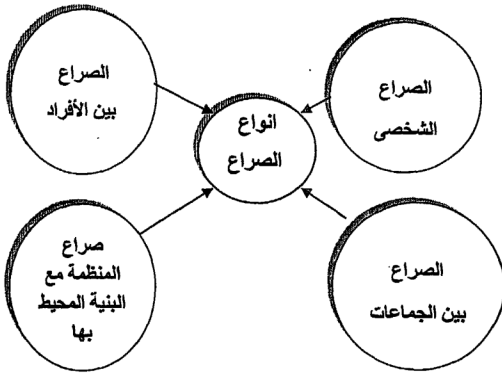 الصراع
الشخصى
الصراع
بين الأفراد
انواع
الصراع
الصراع
بين الجماعات
صراع
المنظمة مع
البنية المحيط
بها